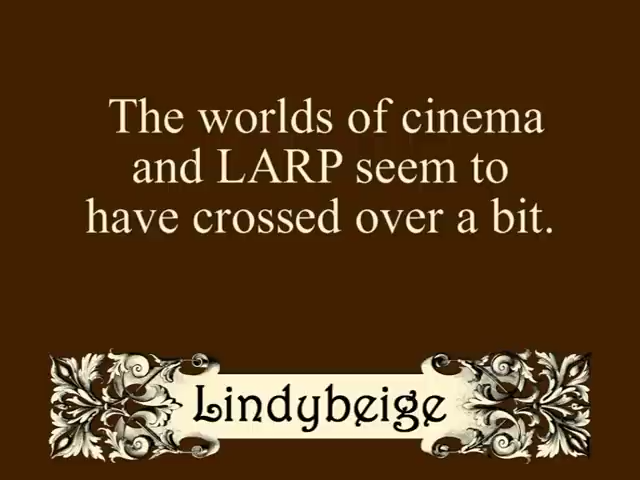 The worlds of cinema
and LARP seem to
have crossed over a bit.
Lindybeige